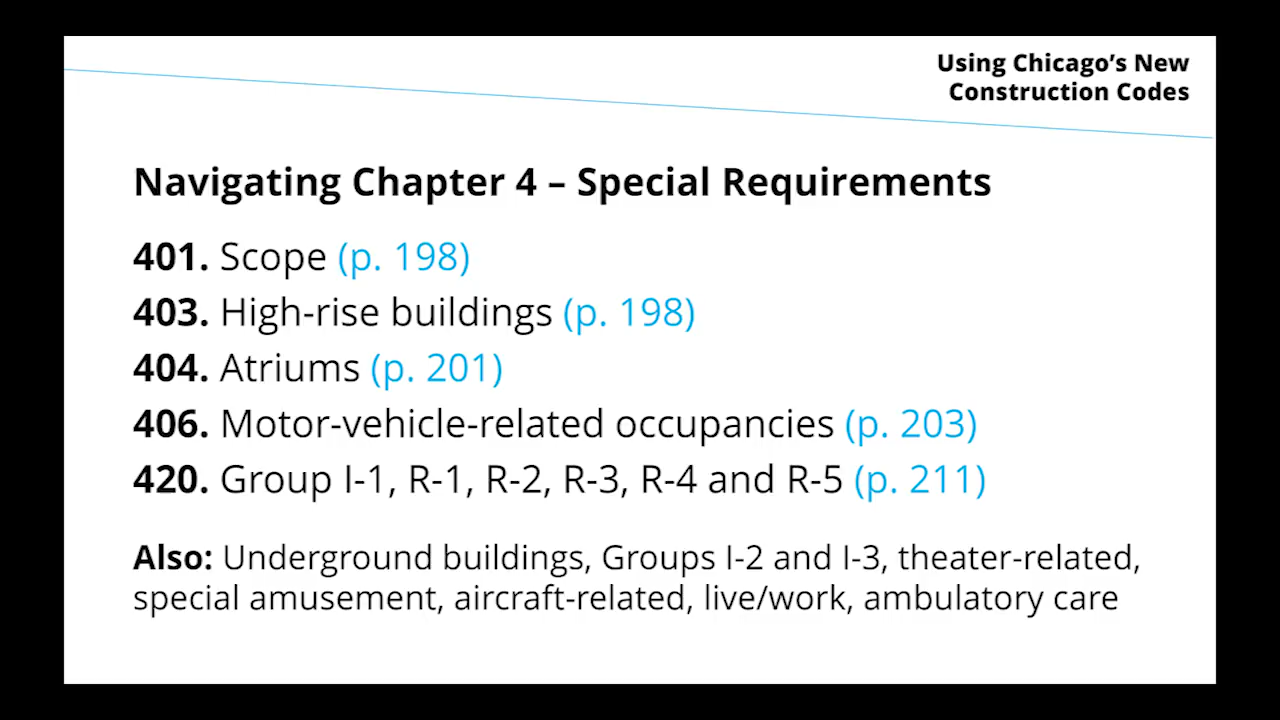 Using Chicago's New
Construction Codes
Navigating Chapter 4 – Special Requirements
401. Scope (p. 198)
403. High-rise buildings (p. 198)
404. Atriums (p. 201)
406. Motor-vehicle-related occupancies (p. 203)
420. Group I-1, R-1, R-2, R-3, R-4 and R-5 (p. 211)
Also: Underground buildings, Groups I-2 and I-3, theater-related,
special amusement, aircraft-related, live/work, ambulatory care